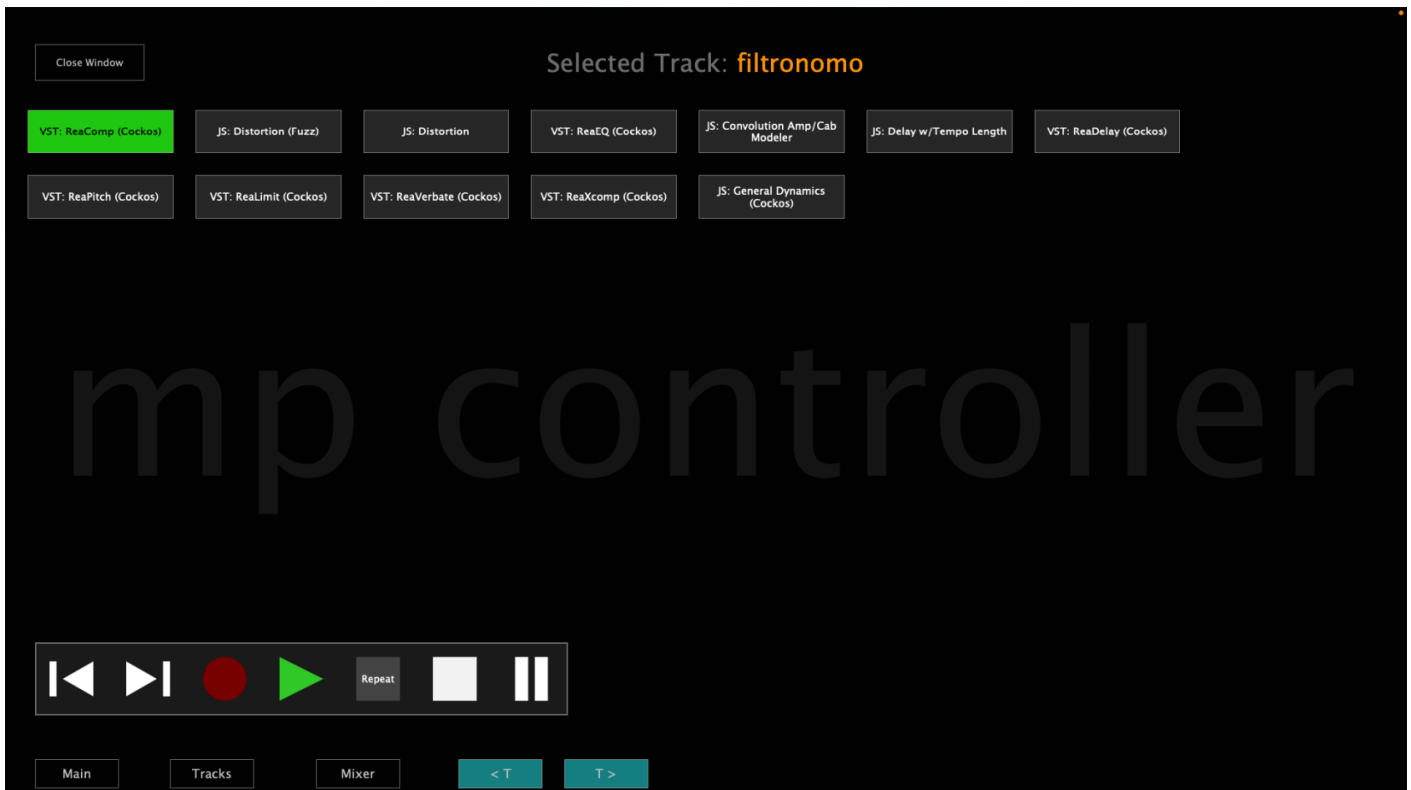 Close Window
Selected Track: filtronomo
VST: ReaComp (Cockos)
JS: Distortion (Fuzz)
JS: Distortion
VST: ReaEQ (Cockos)
JS: Convolution Amp/Cab
Modeler
JS: Delay w/Tempo Length
VST: ReaDelay (Cockos)
VST: ReaPitch (Cockos)
VST: ReaLimit (Cockos)
VST: ReaVerbate (Cockos)
VST: ReaXcomp (Cockos)
JS: General Dynamics
(Cockos)
mp controller
Repeat
Main
Tracks
Mixer
< T
T >